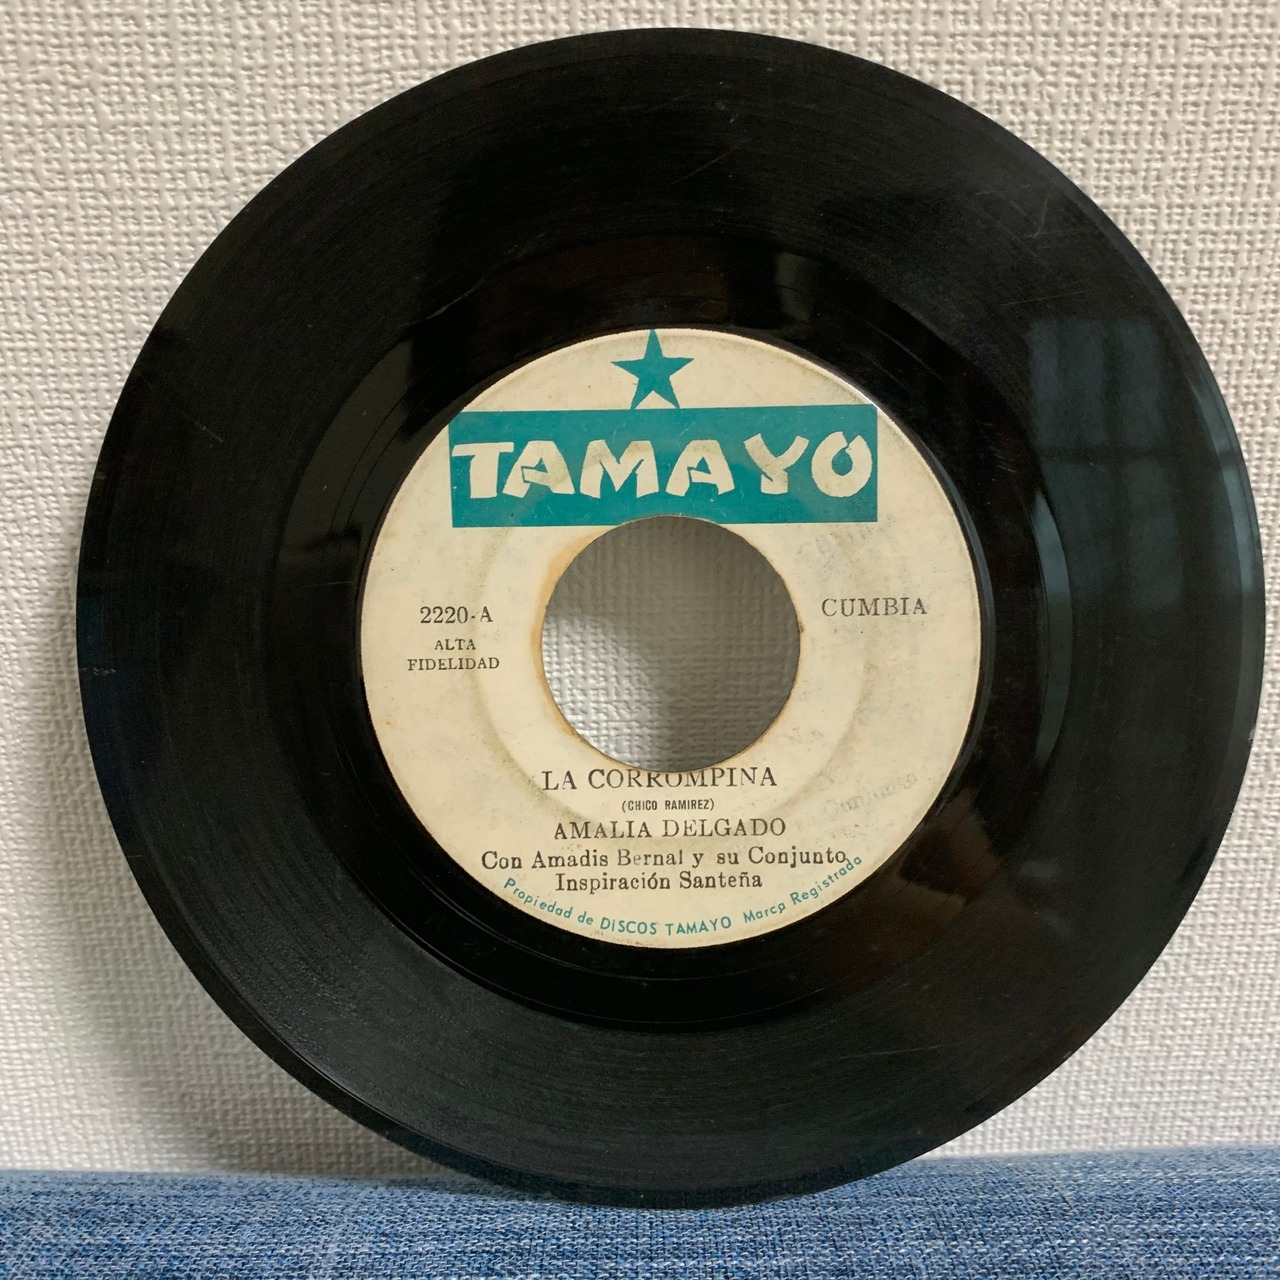 TAMAYO
2220-A
ALTA
FIDELIDAD
CUMBIA
LA CORROMPINA
(CHICO RAMIREZ)
AMALIA DELGADO
Con Amadis Bernal y su Conjunto
Inspiración Santeña
Propiedad de DISCOS TAMAYO Marca Registrada